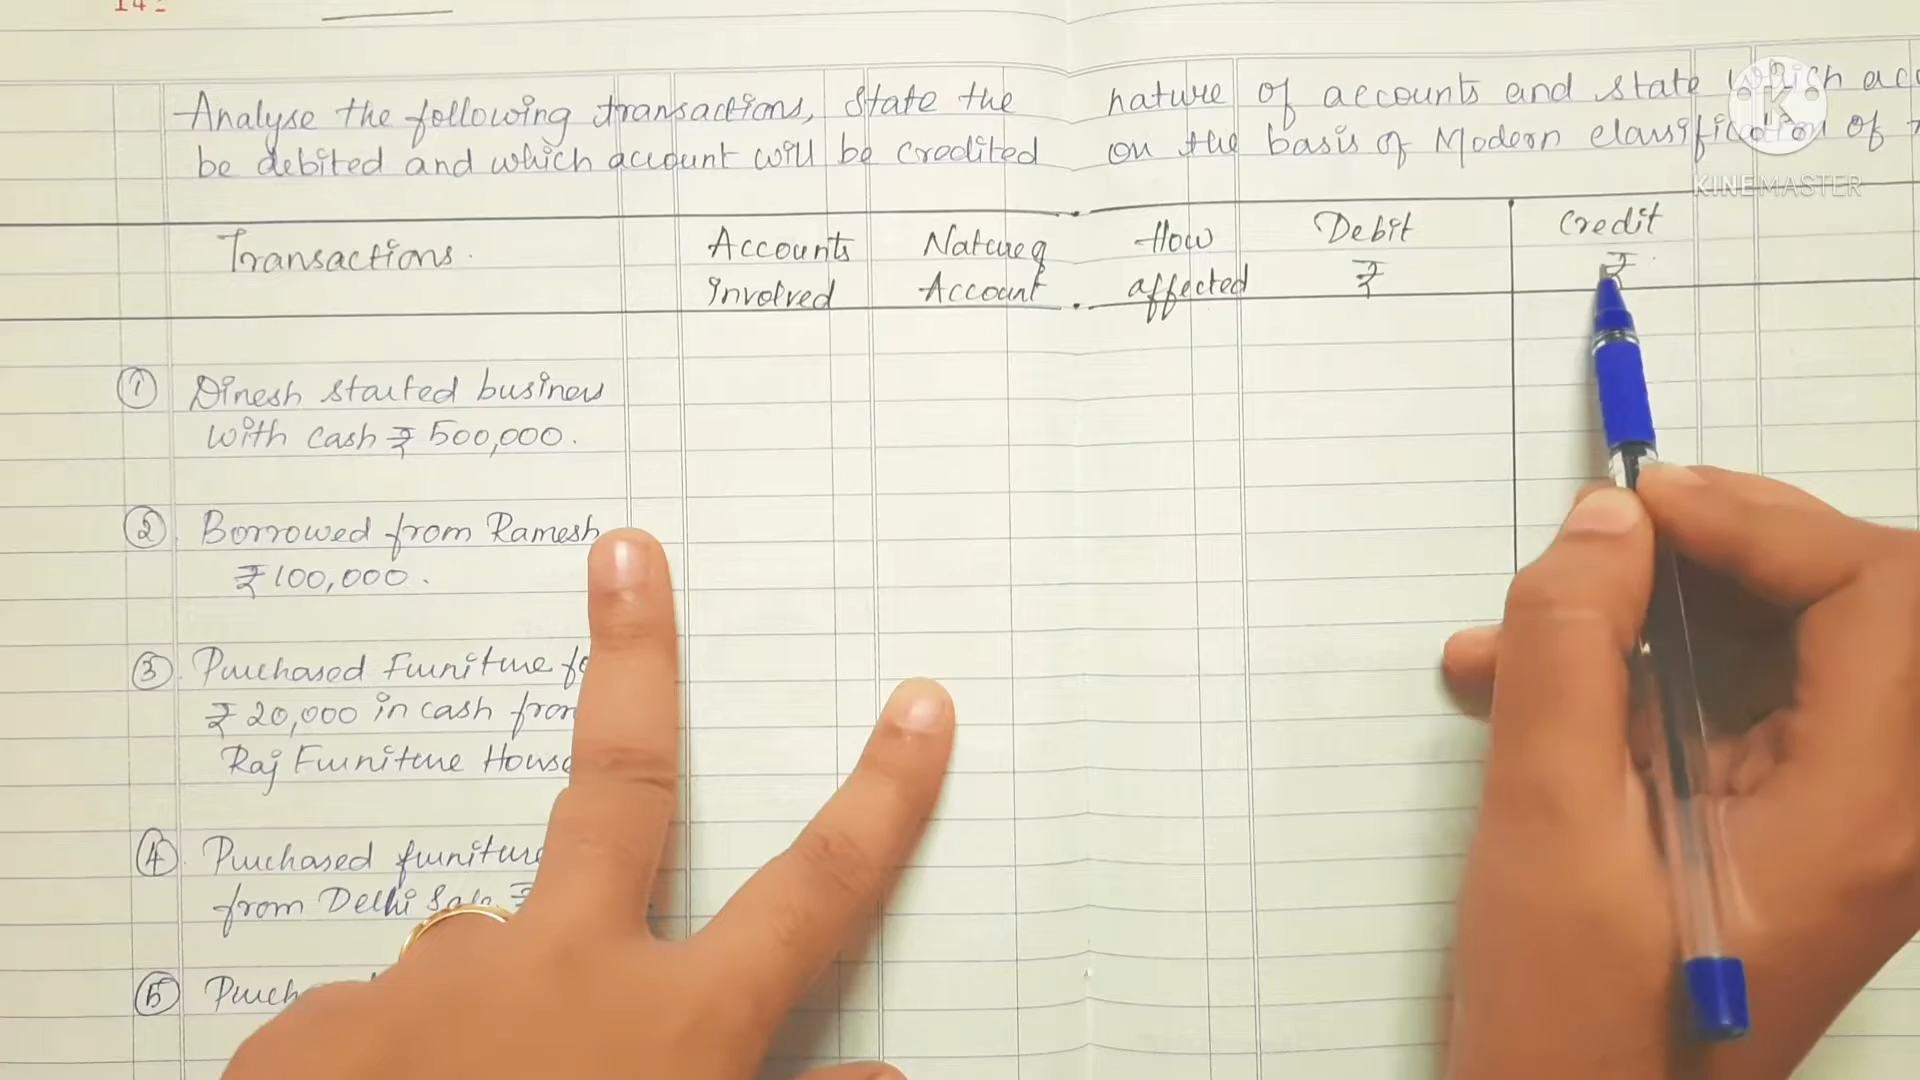 Analyse the following transactions, state the nature of accounts and state which
be debited and which account will be credited on the basis of Modern classification of
Transactions.
Accounts involved
Nature of Account
How affected
Debit ₹
Credit ₹
① Dinesh started business
with cash ₹ 500,000.
② Borrowed from Ramesh
₹ 100,000.
③ Purchased Furniture
₹ 20,000 in cash from
Raj Furniture House
④ Purchased furniture
from Delhi
⑤
KINEMASTER